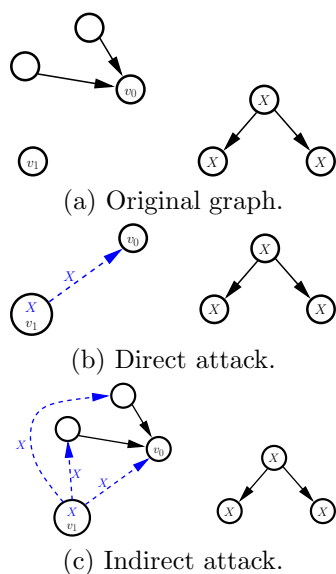 v₀
X
v₁
X
X
(a) Original graph.
v₀
X
X
X
v₁
X
X
(b) Direct attack.
v₀
X
X
X
X
X
v₁
X
X
(c) Indirect attack.